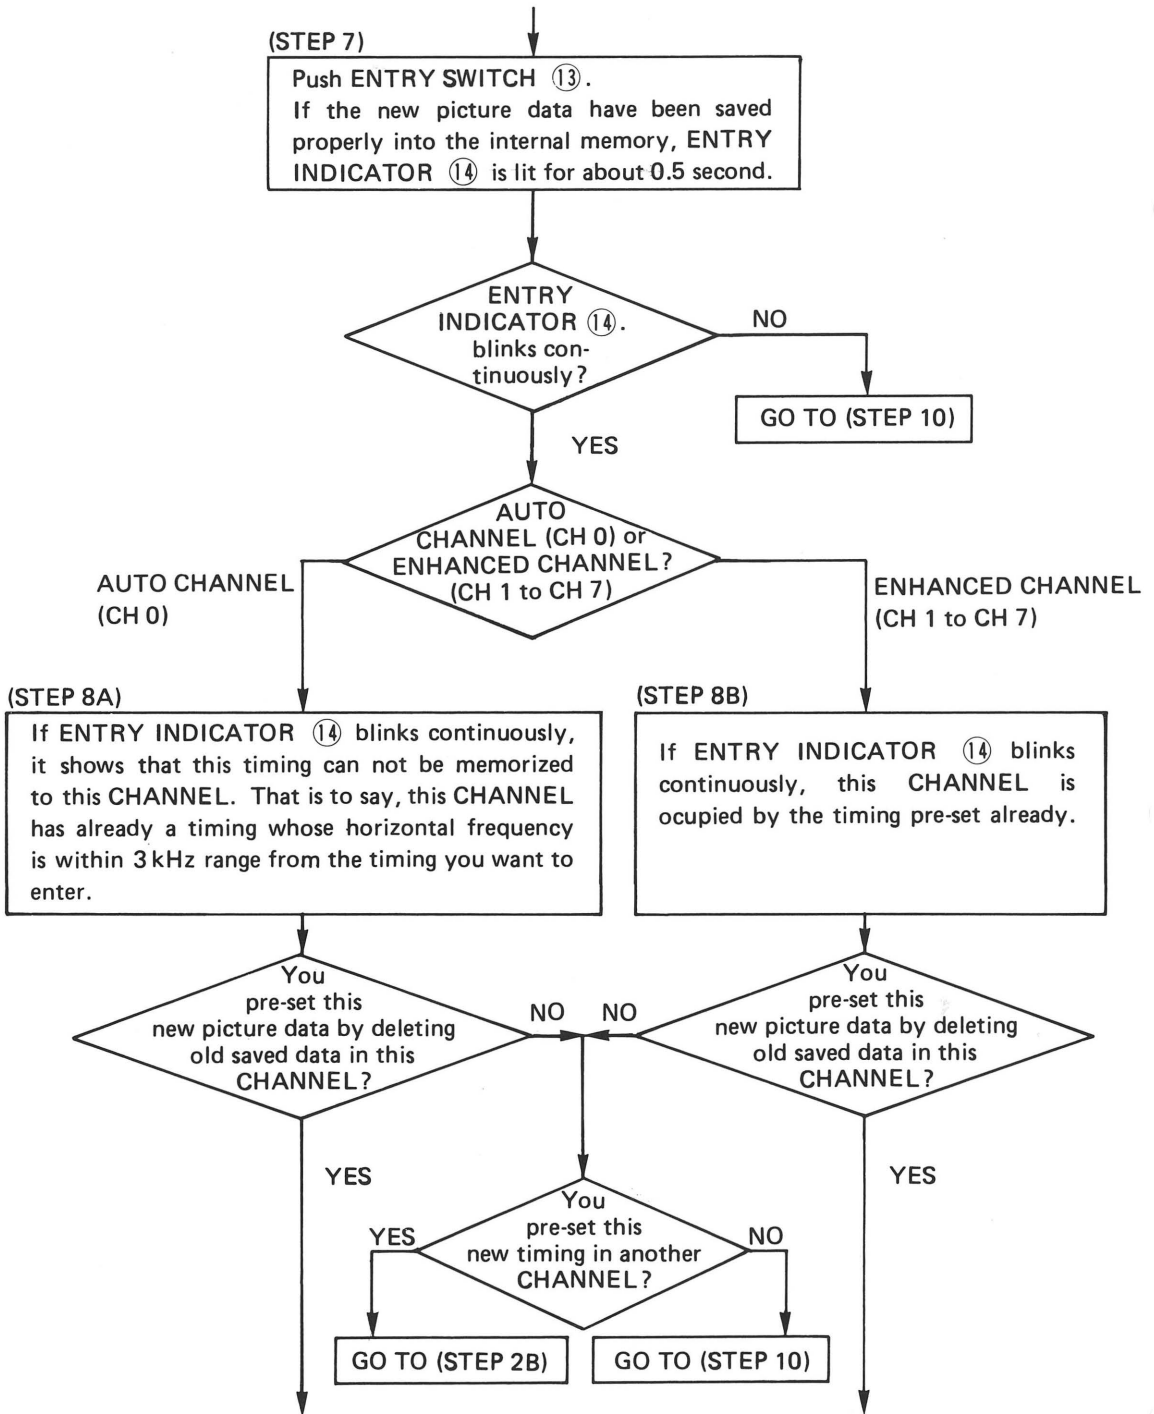 (STEP 7)
Push ENTRY SWITCH ⑬.
If the new picture data have been saved
properly into the internal memory, ENTRY
INDICATOR ⑭ is lit for about 0.5 second.
ENTRY
INDICATOR ⑭.
blinks con-
tinuously?
NO
GO TO (STEP 10)
YES
AUTO
CHANNEL (CH 0) or
ENHANCED CHANNEL?
(CH 1 to CH 7)
AUTO CHANNEL
(CH 0)
ENHANCED CHANNEL
(CH 1 to CH 7)
(STEP 8A)
If ENTRY INDICATOR ⑭ blinks continuously,
it shows that this timing can not be memorized
to this CHANNEL. That is to say, this CHANNEL
has already a timing whose horizontal frequency
is within 3 kHz range from the timing you want to
enter.
(STEP 8B)
If ENTRY INDICATOR ⑭ blinks
continuously, this CHANNEL is
ocupied by the timing pre-set already.
You
pre-set this
new picture data by deleting
old saved data in this
CHANNEL?
NO
NO
You
pre-set this
new picture data by deleting
old saved data in this
CHANNEL?
YES
YES
You
pre-set this
new timing in another
CHANNEL?
YES
NO
GO TO (STEP 2B)
GO TO (STEP 10)